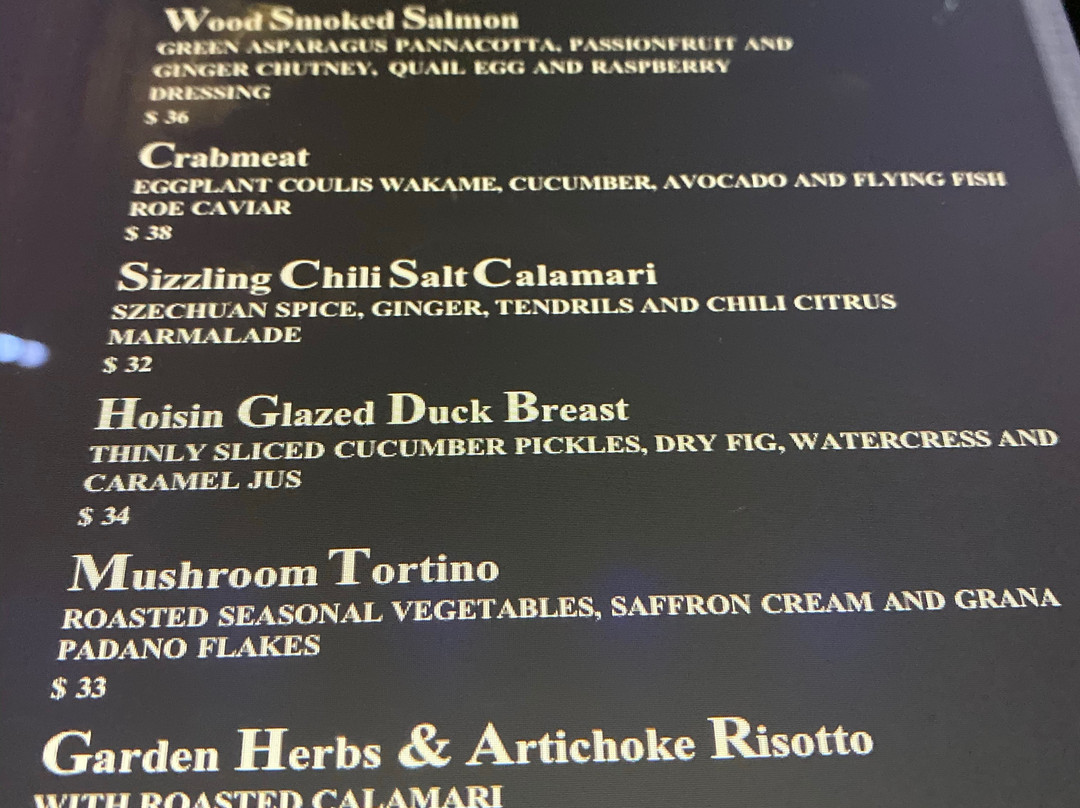 Wood Smoked Salmon
GREEN ASPARAGUS PANNACOTTA, PASSIONFRUIT AND
GINGER CHUTNEY, QUAIL EGG AND RASPBERRY
DRESSING
$ 36
Crabmeat
EGGPLANT COULIS WAKAME, CUCUMBER, AVOCADO AND FLYING FISH
ROE CAVIAR
$ 38
Sizzling Chili Salt Calamari
SZECHUAN SPICE, GINGER, TENDRILS AND CHILI CITRUS
MARMALADE
$ 32
Hoisin Glazed Duck Breast
THINLY SLICED CUCUMBER PICKLES, DRY FIG, WATERCRESS AND
CARAMEL JUS
$ 34
Mushroom Tortino
ROASTED SEASONAL VEGETABLES, SAFFRON CREAM AND GRANA
PADANO FLAKES
$ 33
Garden Herbs & Artichoke Risotto
WITH ROASTED CALAMARI